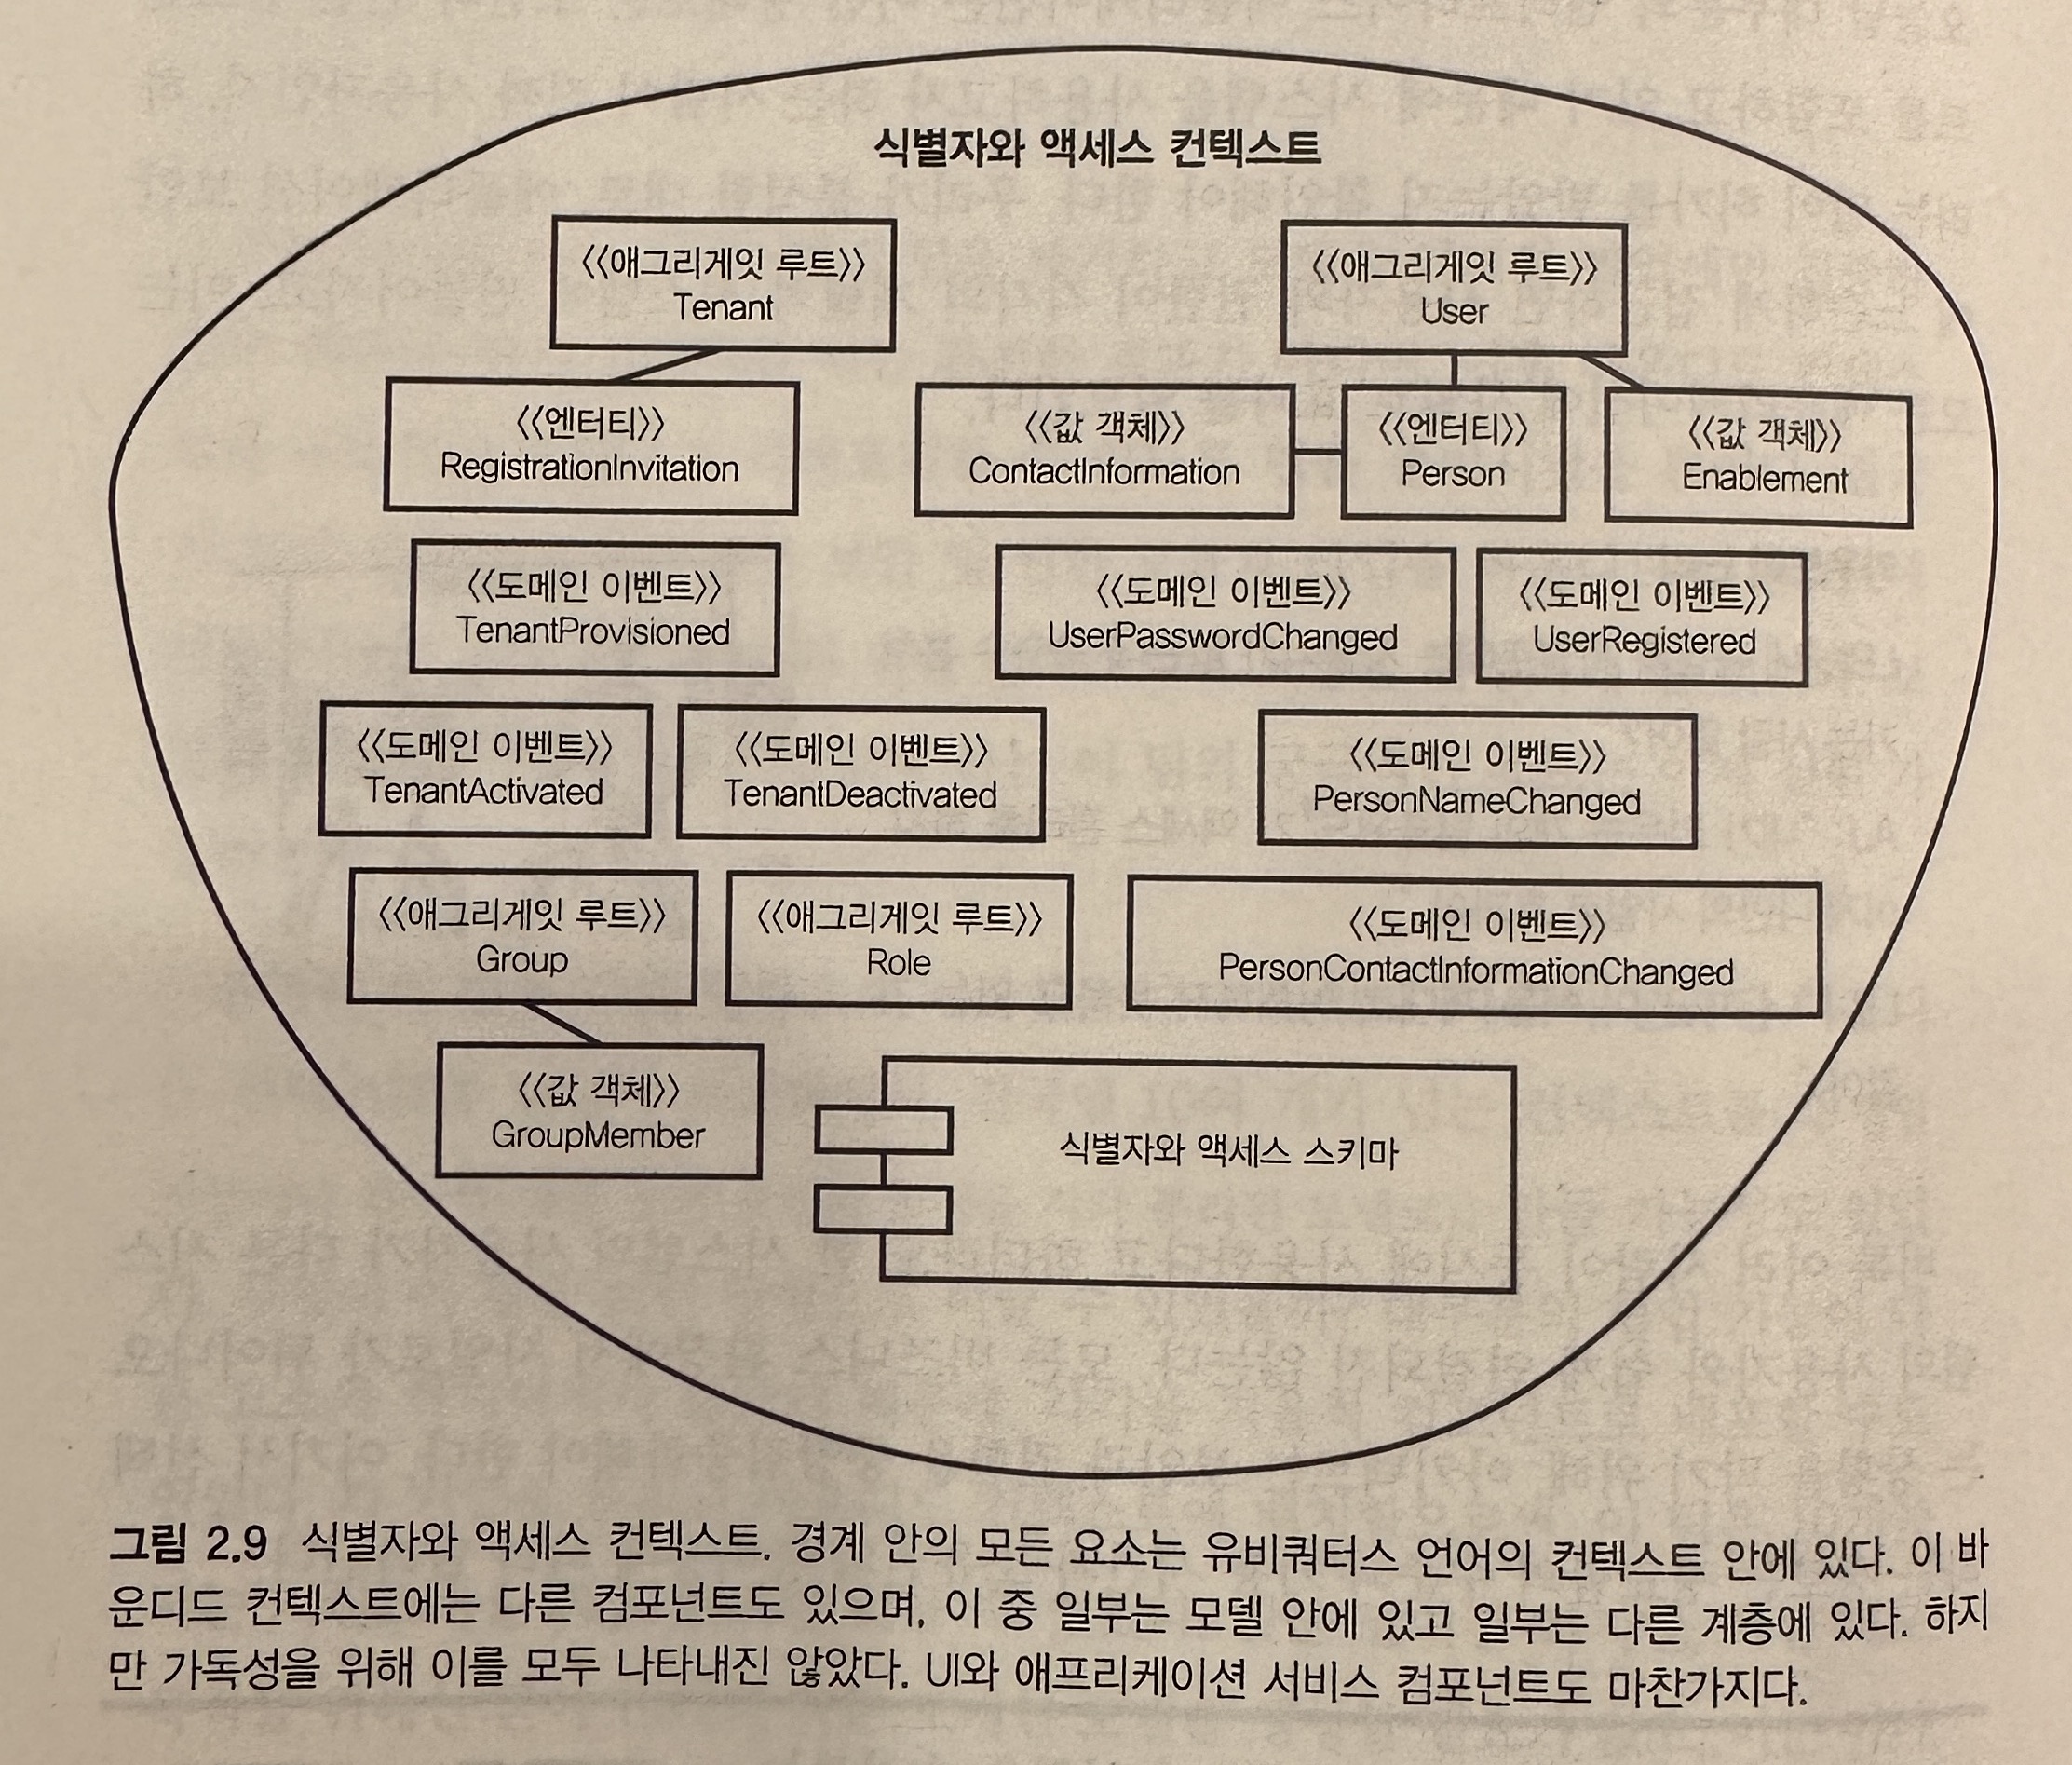 식별자와 액세스 컨텍스트
《애그리게잇 루트》
Tenant
《애그리게잇 루트》
User
《엔터티》
RegistrationInvitation
《값 객체》
ContactInformation
《엔터티》
Person
《값 객체》
Enablement
《도메인 이벤트》
TenantProvisioned
《도메인 이벤트》
UserPasswordChanged
《도메인 이벤트》
UserRegistered
《도메인 이벤트》
TenantActivated
《도메인 이벤트》
TenantDeactivated
《도메인 이벤트》
PersonNameChanged
《애그리게잇 루트》
Group
《애그리게잇 루트》
Role
《도메인 이벤트》
PersonContactInformationChanged
《값 객체》
GroupMember
식별자와 액세스 스키마
그림 2.9 식별자와 액세스 컨텍스트. 경계 안의 모든 요소는 유비쿼터스 언어의 컨텍스트 안에 있다. 이 바
운디드 컨텍스트에는 다른 컴포넌트도 있으며, 이 중 일부는 모델 안에 있고 일부는 다른 계층에 있다. 하지
만 가독성을 위해 이를 모두 나타내진 않았다. UI와 애프리케이션 서비스 컴포넌트도 마찬가지다.